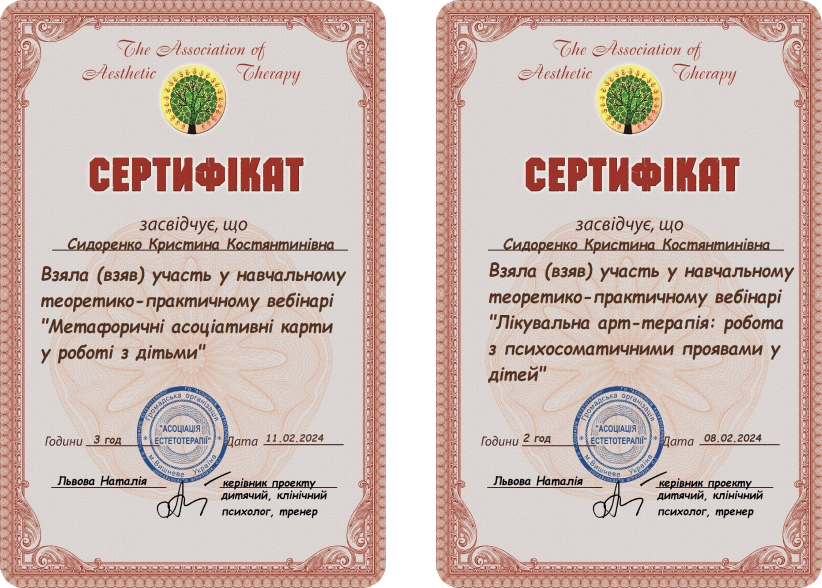 The Association of
Aesthetic Therapy
СЕРТИФІКАТ
засвідчує, що
Сидоренко Кристина Костянтинівна
Взяла (взяв) участь у навчальному
теоретико-практичному вебінарі
"Метафоричні асоціативні карти
у роботі з дітьми"
Громадська організація
"АСОЦІАЦІЯ
ЕСТЕТОТЕРАПІЇ"
м.Вишневе Україна
Години 3 год Дата 11.02.2024
Львова Наталія керівник проекту
дитячий, клінічний
психолог, тренер
The Association of
Aesthetic Therapy
СЕРТИФІКАТ
засвідчує, що
Сидоренко Кристина Костянтинівна
Взяла (взяв) участь у навчальному
теоретико-практичному вебінарі
"Лікувальна арт-терапія: робота
з психосоматичними проявами у
дітей"
Громадська організація
"АСОЦІАЦІЯ
ЕСТЕТОТЕРАПІЇ"
м.Вишневе Україна
Години 2 год Дата 08.02.2024
Львова Наталія керівник проекту
дитячий, клінічний
психолог, тренер